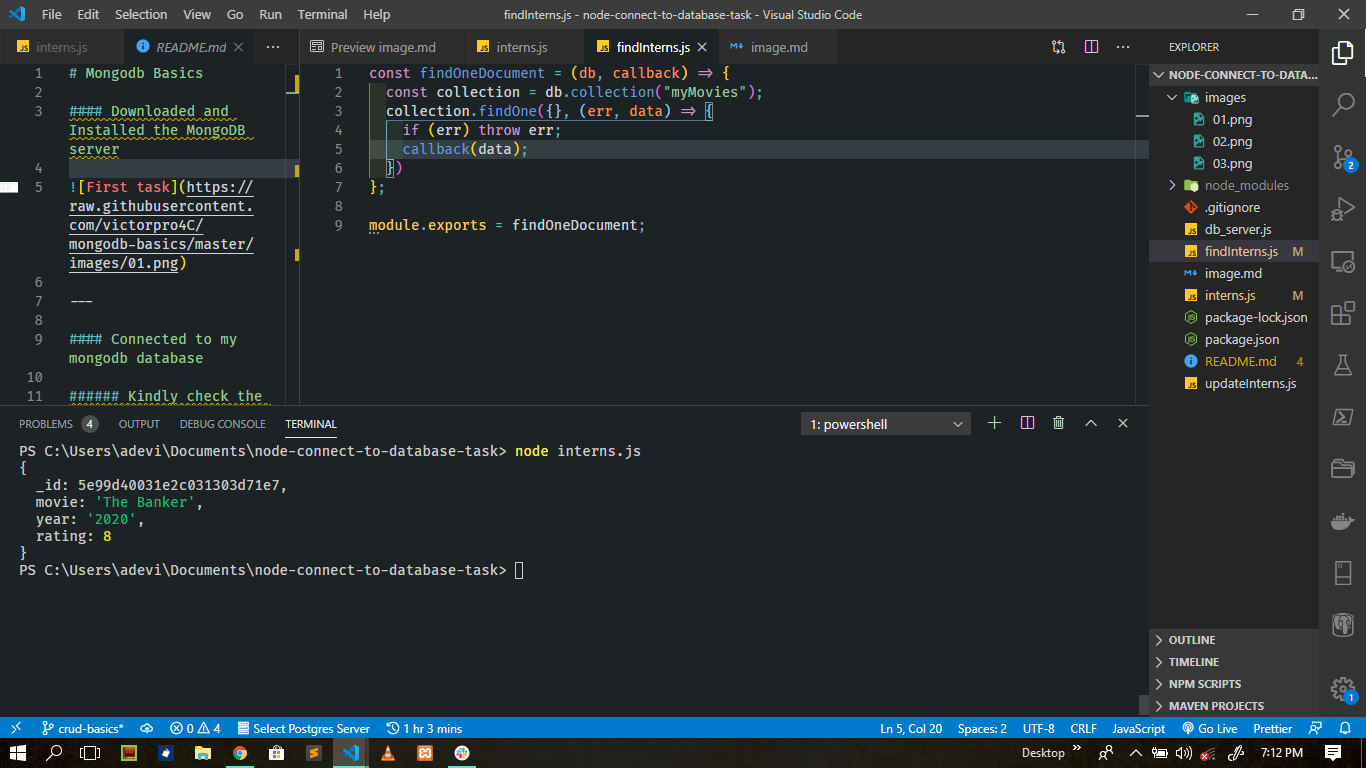 File Edit Selection View Go Run Terminal Help findInterns.js - node-connect-to-database-task - Visual Studio Code
JS interns.js README.md
Preview image.md JS interns.js JS findInterns.js image.md
EXPLORER
1 # Mongodb Basics
2
3 #### Downloaded and
Installed the MongoDB
server
4
5 ![First task](https://
raw.githubusercontent.
com/victorpro4C/
mongodb-basics/master/
images/01.png)
6
7 ---
8
9 #### Connected to my
mongodb database
10
11 ###### Kindly check the
1 const findOneDocument = (db, callback) => {
2 const collection = db.collection("myMovies");
3 collection.findOne({}, (err, data) => {
4 if (err) throw err;
5 callback(data);
6 })
7 };
8
9 module.exports = findOneDocument;
NODE-CONNECT-TO-DATA...
images
01.png
02.png
03.png
node_modules
.gitignore
JS db_server.js
JS findInterns.js M
image.md
JS interns.js M
package-lock.json
package.json
README.md 4
JS updateInterns.js
OUTLINE
TIMELINE
NPM SCRIPTS
MAVEN PROJECTS
2
1
PROBLEMS 4 OUTPUT DEBUG CONSOLE TERMINAL 1: powershell
PS C:\Users\adevi\Documents\node-connect-to-database-task> node interns.js
{
_id: 5e99d40031e2c031303d71e7,
movie: 'The Banker',
year: '2020',
rating: 8
}
PS C:\Users\adevi\Documents\node-connect-to-database-task>
crud-basics* 0 4 Select Postgres Server 1 hr 3 mins Ln 5, Col 20 Spaces: 2 UTF-8 CRLF JavaScript Go Live Prettier
Desktop 7:12 PM